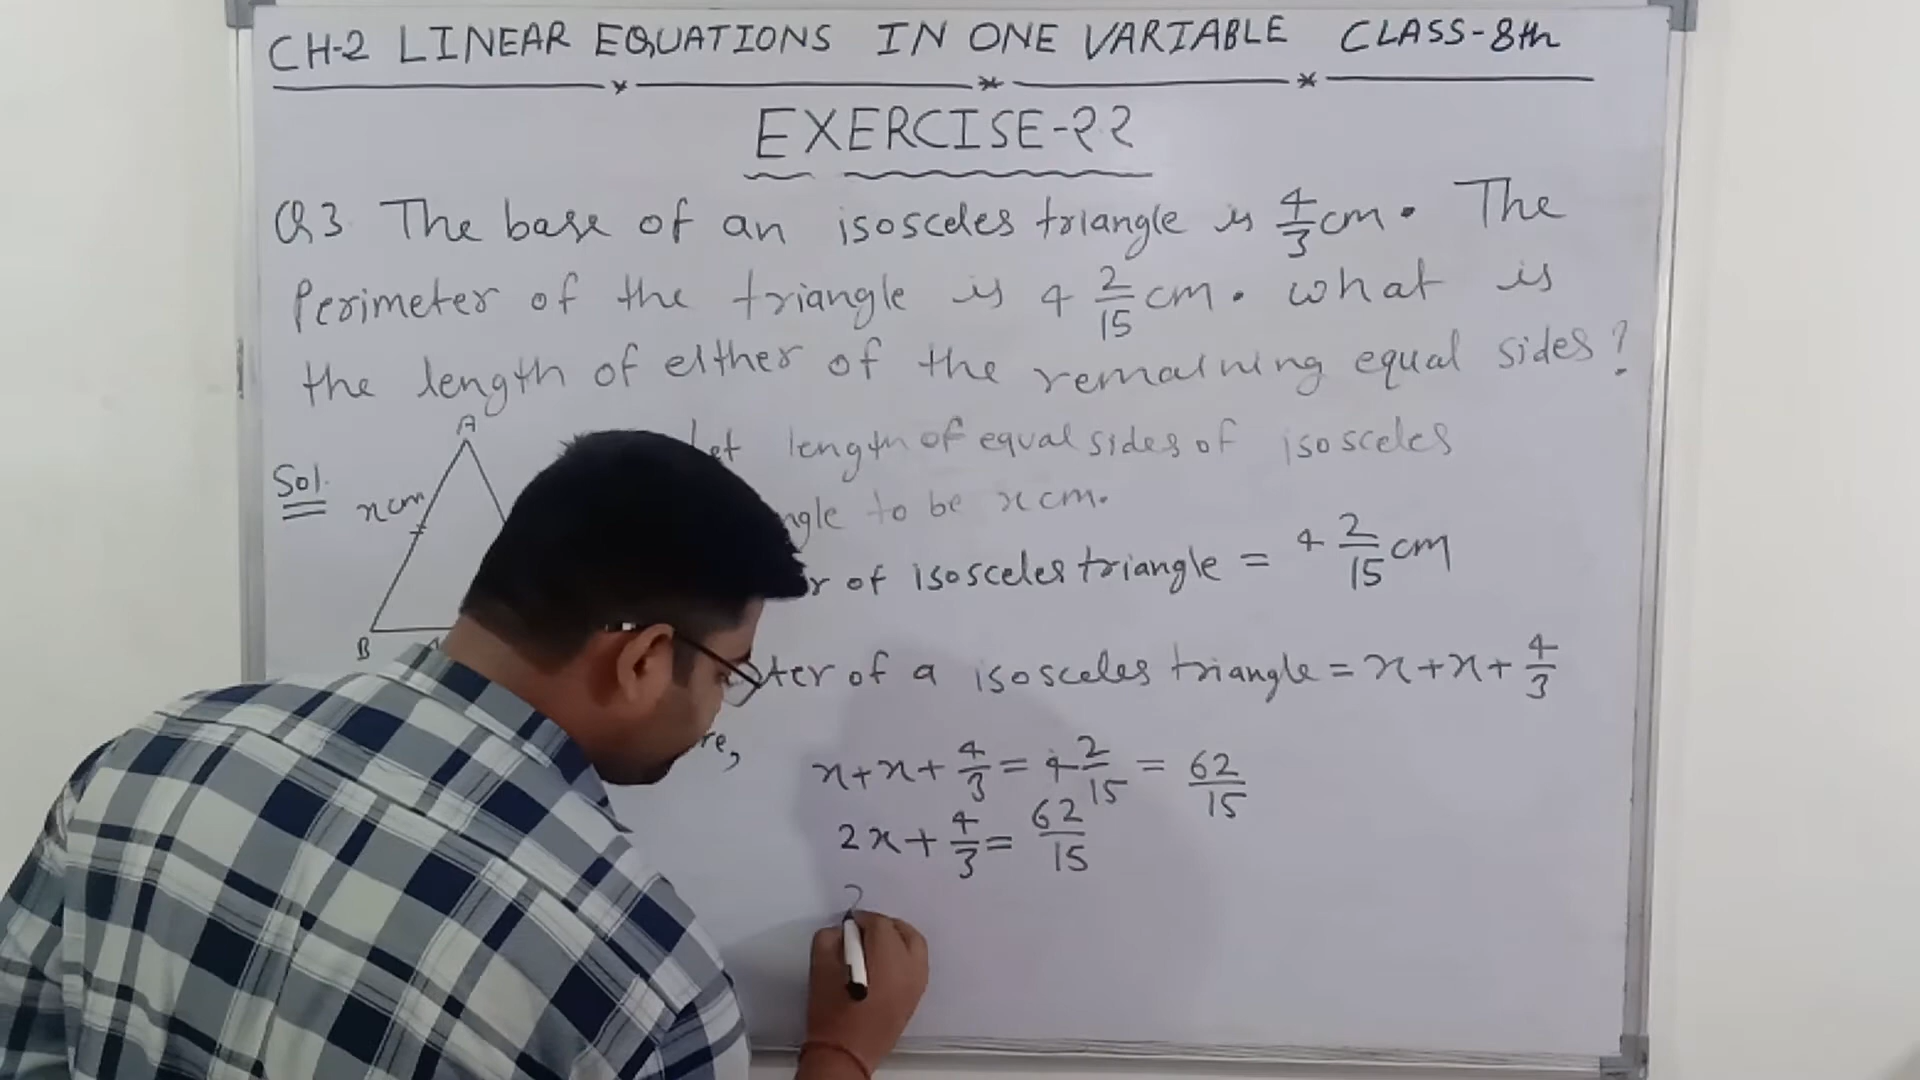 CH-2 LINEAR EQUATIONS IN ONE VARIABLE CLASS-8th
EXERCISE-2.2
Q3 The base of an isosceles triangle is 4/3 cm. The
Perimeter of the triangle is 4 2/15 cm. what is
the length of either of the remaining equal sides?
A
Sol.
x cm
B
Let length of equal sides of isosceles
ngle to be x cm.
r of isosceles triangle = 4 2/15 cm
ter of a isosceles triangle = x+x+ 4/3
re,
x+x+ 4/3 = 4 2/15 = 62/15
2x+ 4/3 = 62/15
2